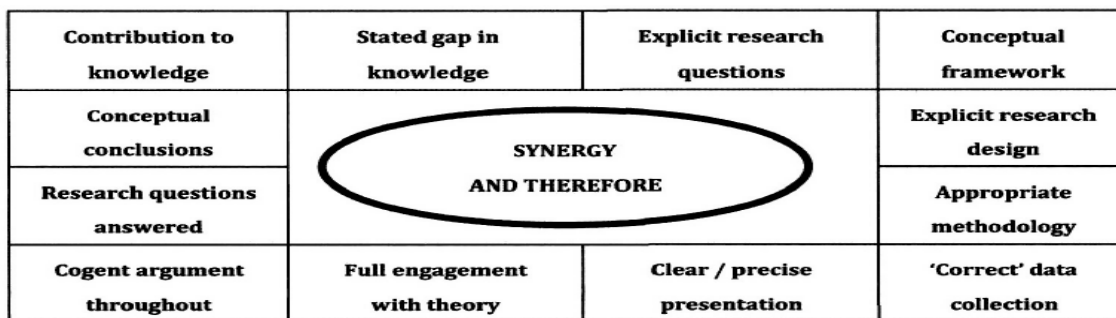 Contribution to
knowledge
Stated gap in
knowledge
Explicit research
questions
Conceptual
framework
Conceptual
conclusions
SYNERGY
AND THEREFORE
Explicit research
design
Research questions
answered
Appropriate
methodology
Cogent argument
throughout
Full engagement
with theory
Clear / precise
presentation
‘Correct’ data
collection